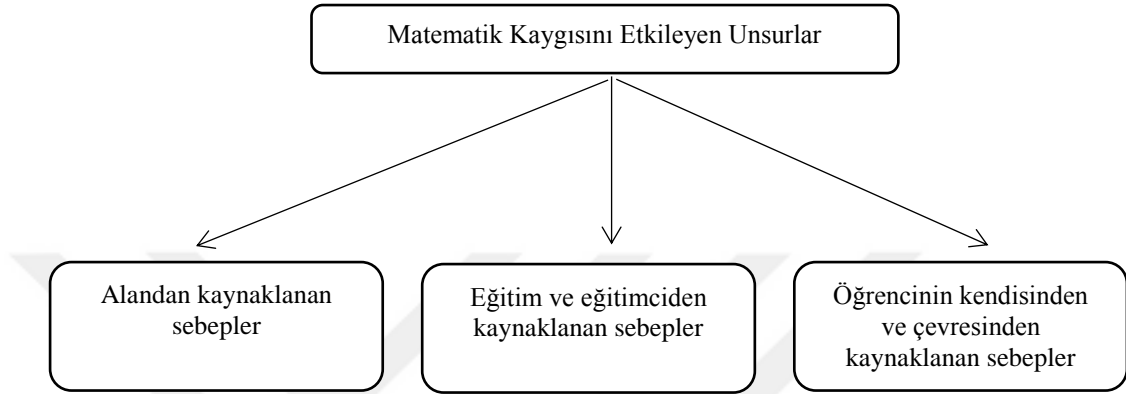 Matematik Kaygısını Etkileyen Unsurlar
Alandan kaynaklanan
sebepler
Eğitim ve eğitimciden
kaynaklanan sebepler
Öğrencinin kendisinden
ve çevresinden
kaynaklanan sebepler